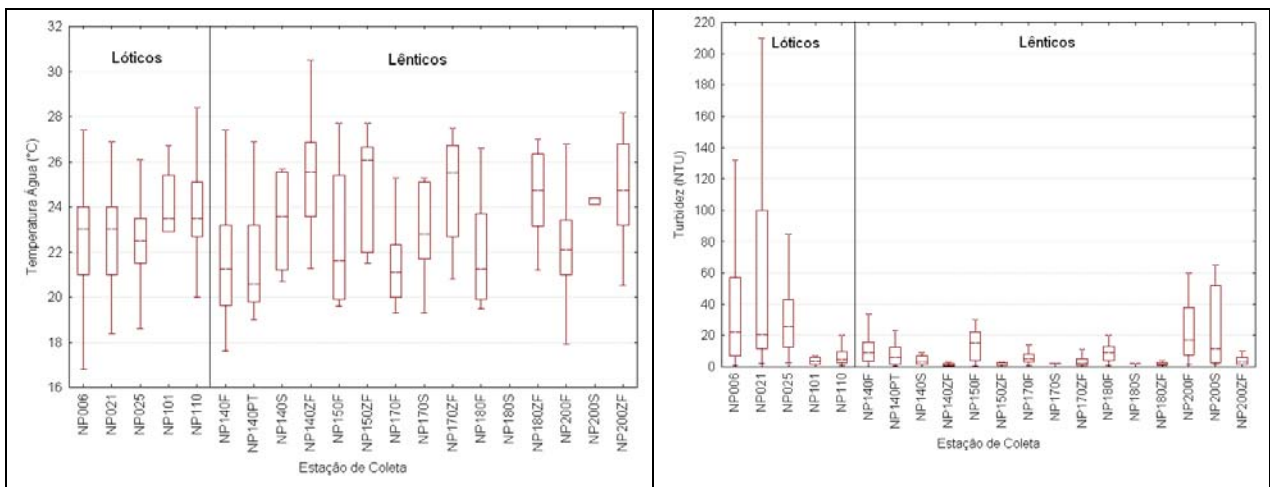 32
30
28
26
24
22
20
18
16
Temperatura Água (°C)
Lóticos
Lênticos
NP006
NP021
NP025
NP101
NP110
NP140F
NP140PT
NP140S
NP140ZF
NP150F
NP150ZF
NP170F
NP170S
NP170ZF
NP180F
NP180S
NP180ZF
NP200F
NP200S
NP200ZF
Estação de Coleta
220
200
180
160
140
120
100
80
60
40
20
0
Turbidez (NTU)
Lóticos
Lênticos
NP006
NP021
NP025
NP101
NP110
NP140F
NP140PT
NP140S
NP140ZF
NP150F
NP150ZF
NP170F
NP170S
NP170ZF
NP180F
NP180S
NP180ZF
NP200F
NP200S
NP200ZF
Estação de Coleta